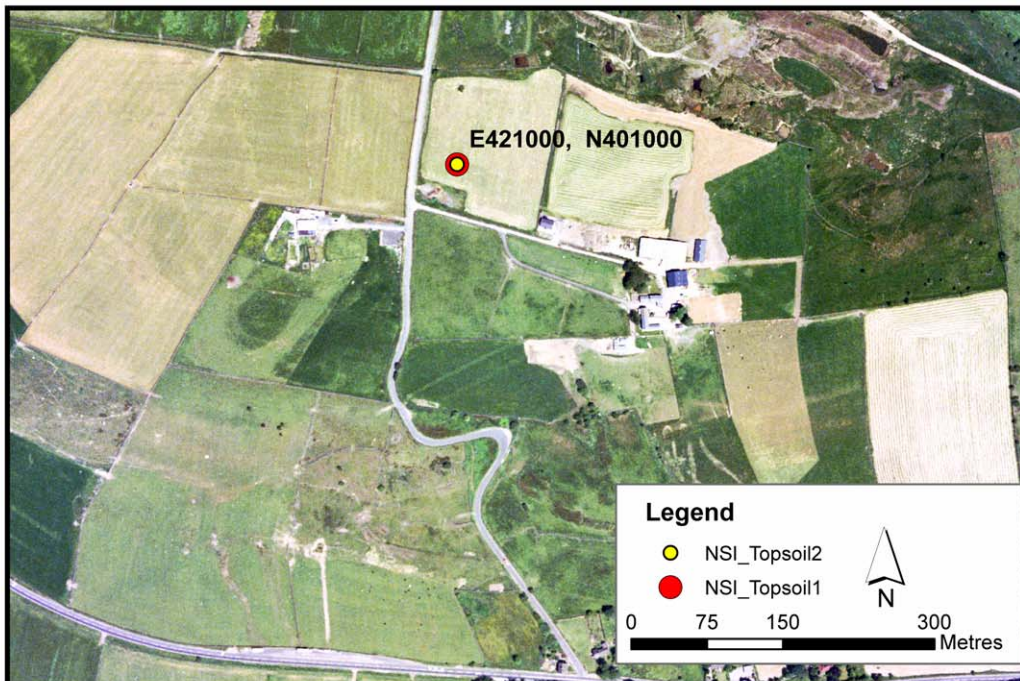 E421000, N401000
Legend
NSI_Topsoil2
NSI_Topsoil1
N
0 75 150 300
Metres